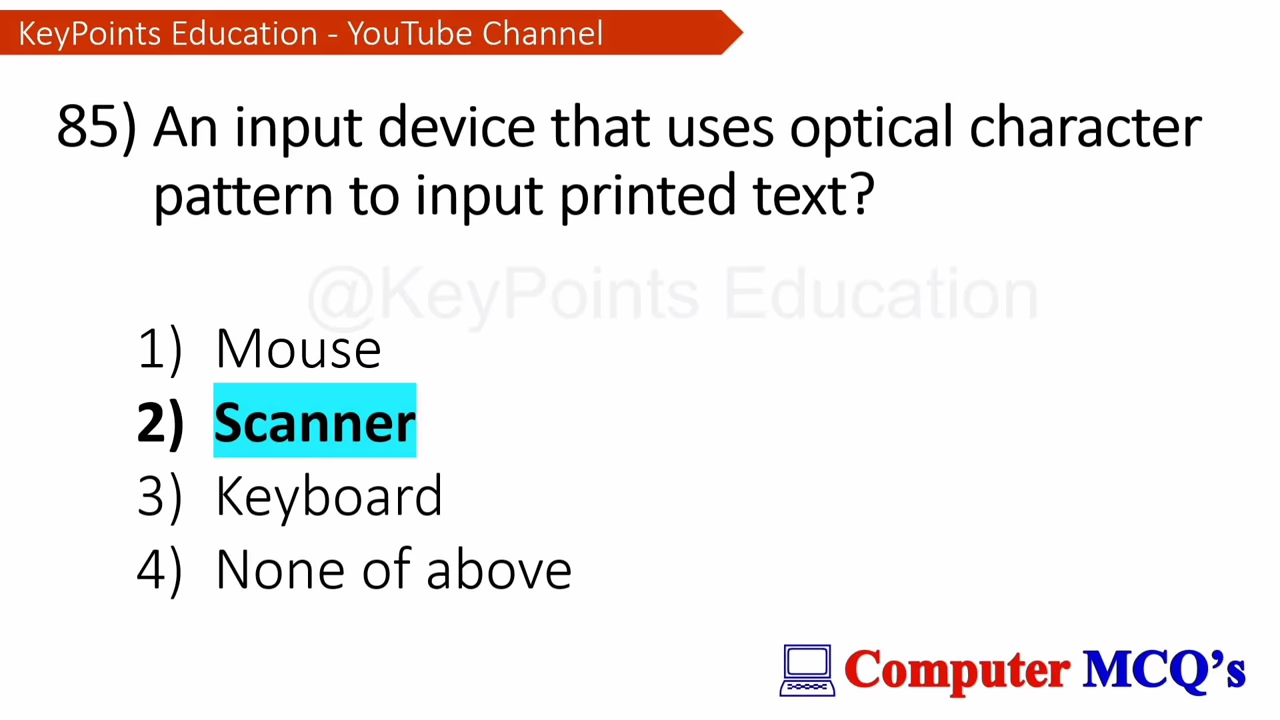 KeyPoints Education - YouTube Channel
85) An input device that uses optical character
pattern to input printed text?
@KeyPoints Education
1) Mouse
2) Scanner
3) Keyboard
4) None of above
Computer MCQ's